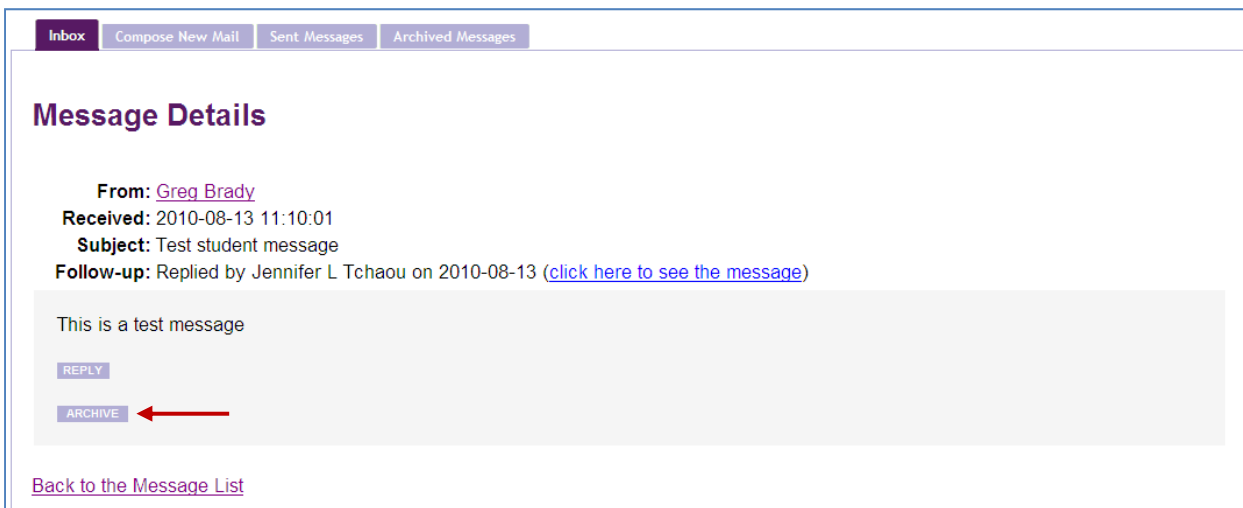 Inbox Compose New Mail Sent Messages Archived Messages
Message Details
From: Greg Brady
Received: 2010-08-13 11:10:01
Subject: Test student message
Follow-up: Replied by Jennifer L Tchaou on 2010-08-13 (click here to see the message)
This is a test message
REPLY
ARCHIVE
Back to the Message List